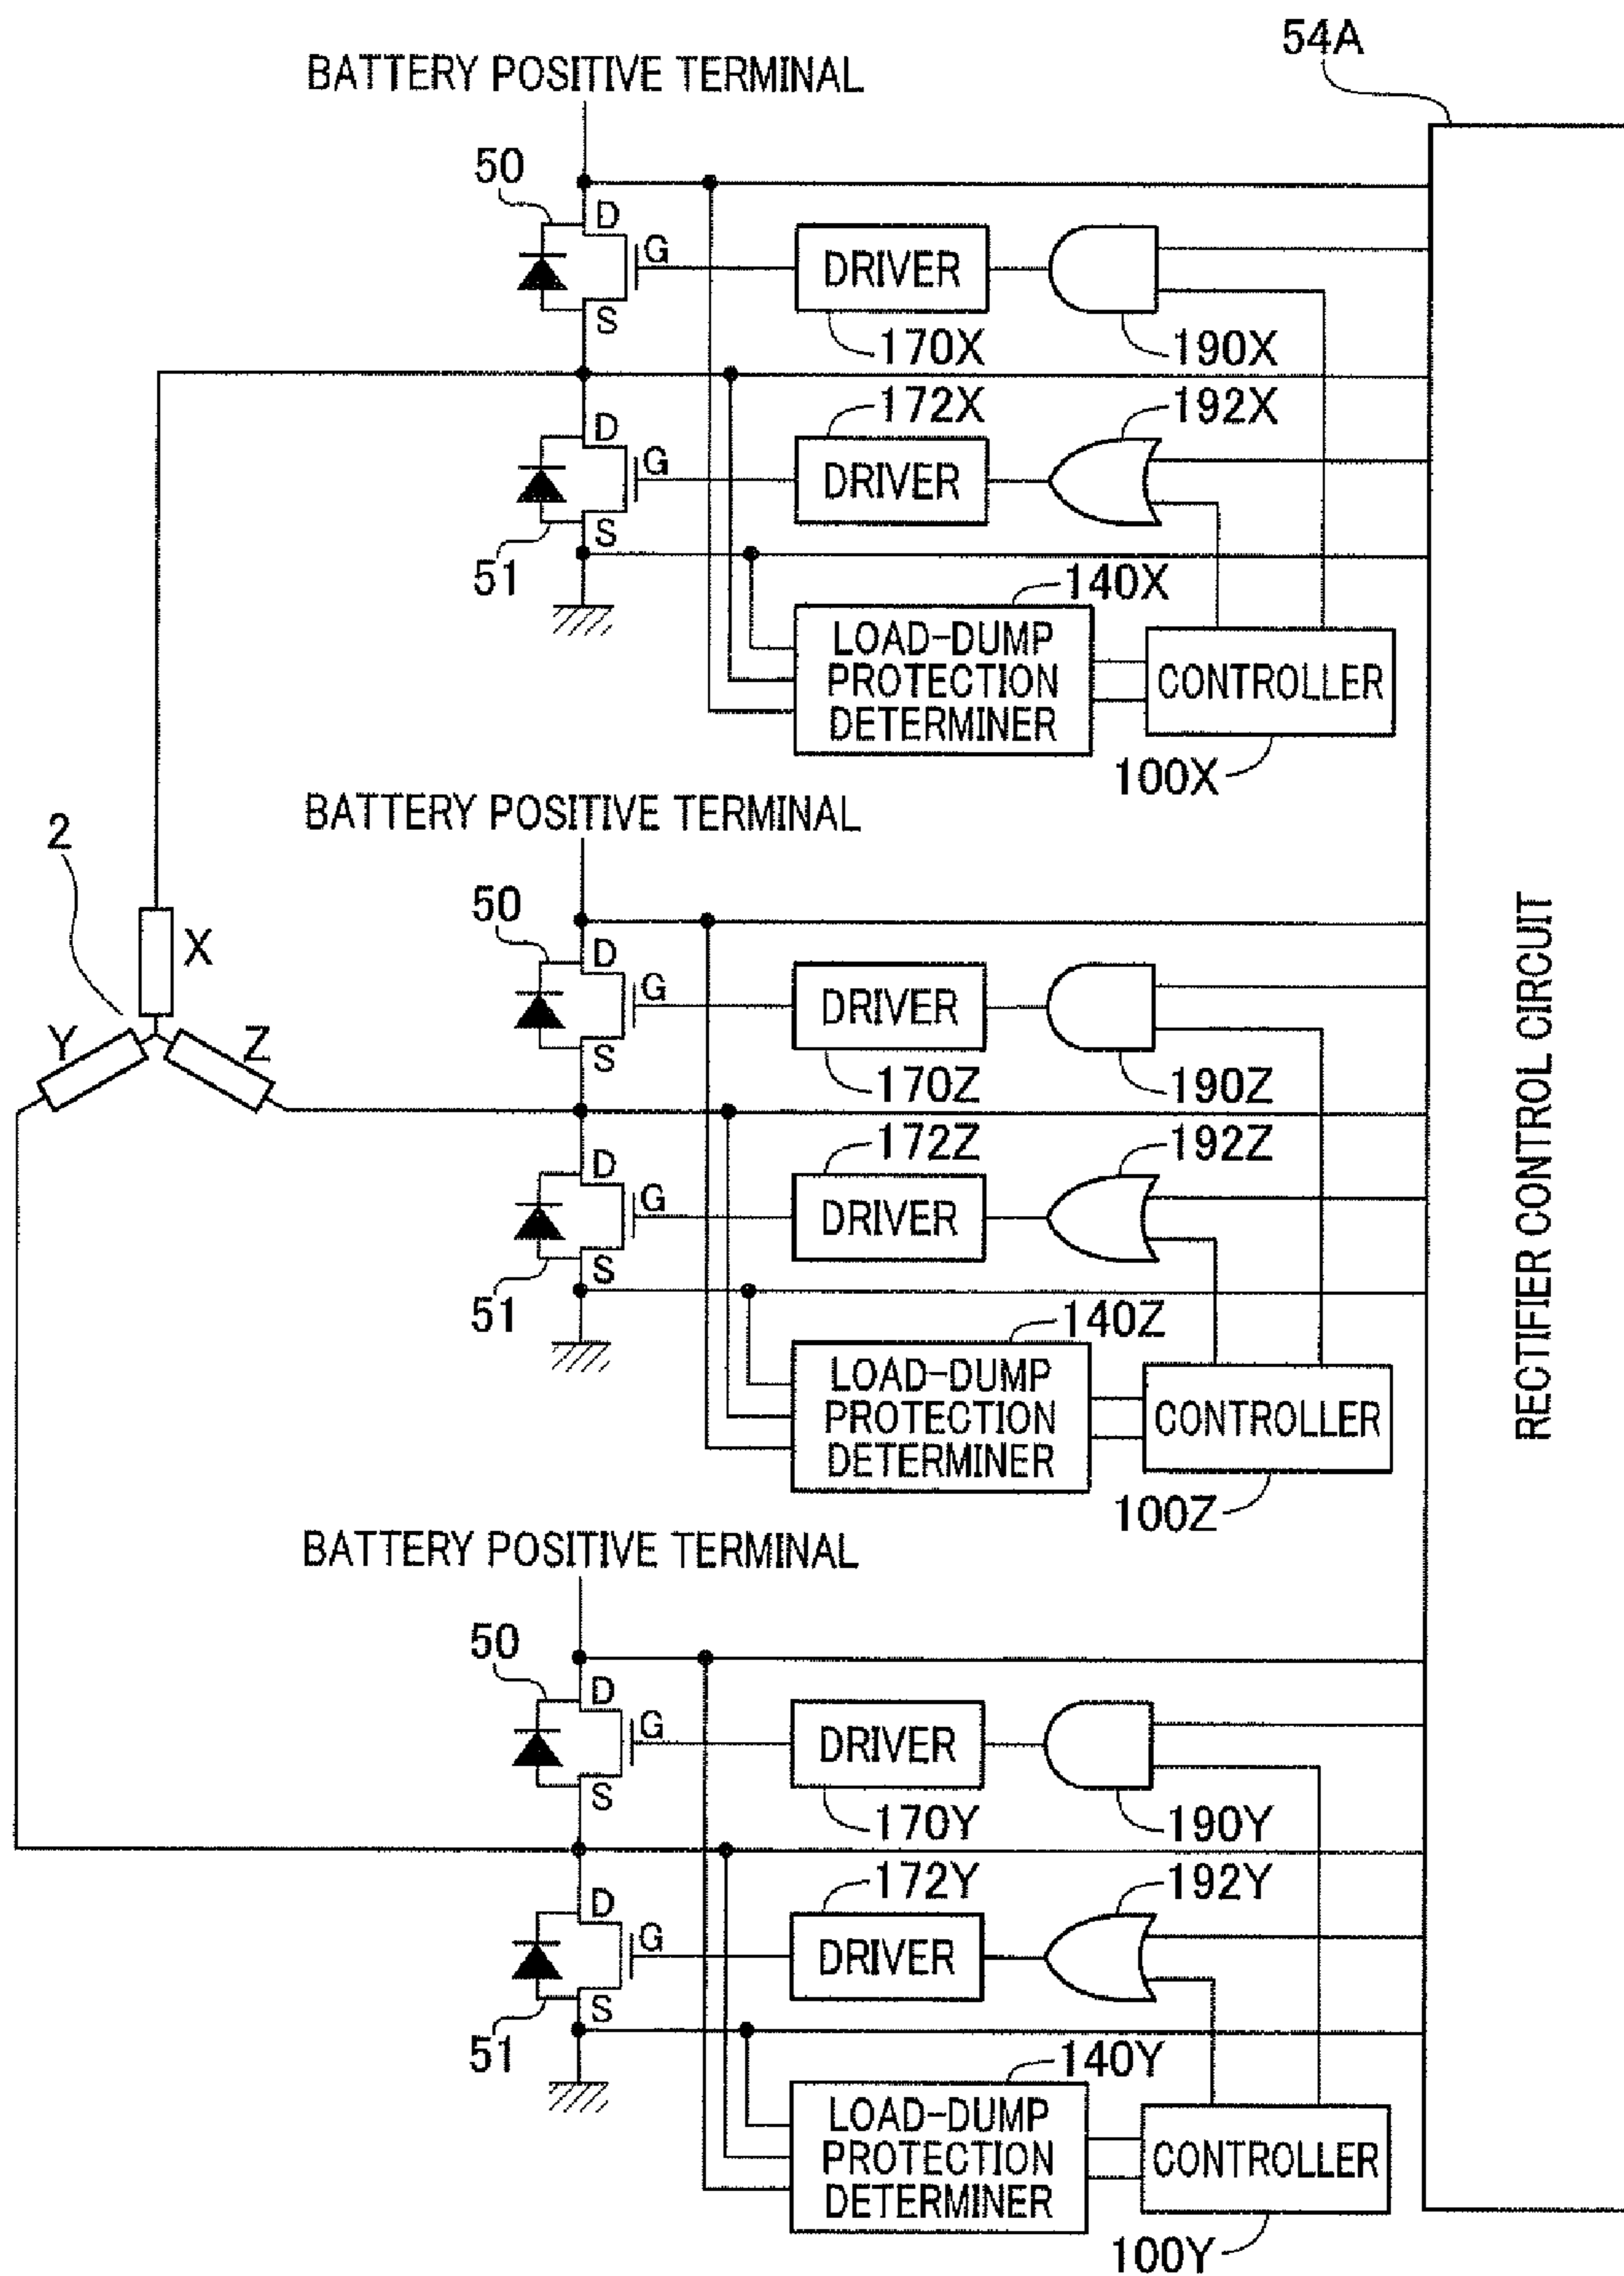 54A
BATTERY POSITIVE TERMINAL
50
D
G
DRIVER
S
170X
190X
172X
192X
D
G
DRIVER
S
51
140X
LOAD-DUMP
PROTECTION
DETERMINER
CONTROLLER
100X
BATTERY POSITIVE TERMINAL
2
50
X
D
G
DRIVER
Y
Z
S
170Z
190Z
172Z
192Z
D
G
DRIVER
S
51
140Z
LOAD-DUMP
PROTECTION
DETERMINER
CONTROLLER
100Z
RECTIFIER CONTROL CIRCUIT
BATTERY POSITIVE TERMINAL
50
D
G
DRIVER
S
170Y
190Y
172Y
192Y
D
G
DRIVER
S
51
140Y
LOAD-DUMP
PROTECTION
DETERMINER
CONTROLLER
100Y